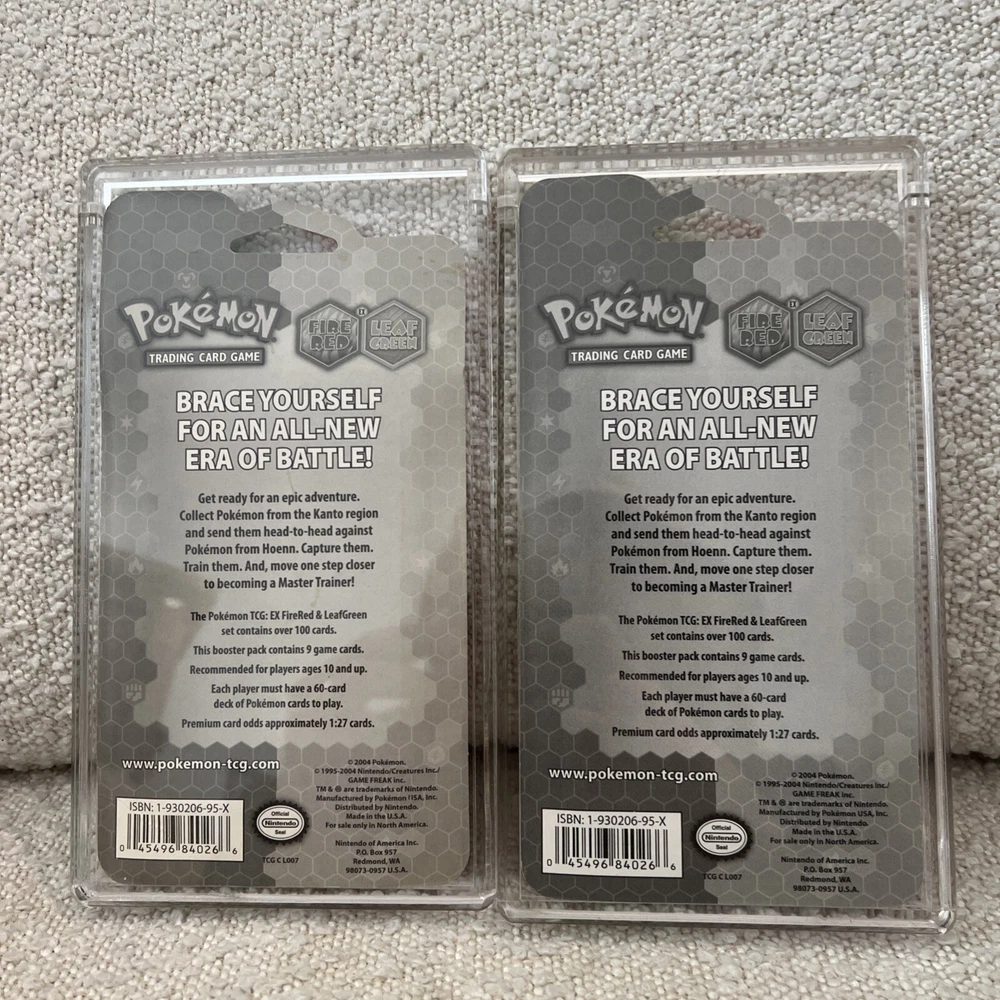 Pokémon
TRADING CARD GAME
EX
FIRE RED
LEAF GREEN
BRACE YOURSELF
FOR AN ALL-NEW
ERA OF BATTLE!
Get ready for an epic adventure.
Collect Pokémon from the Kanto region
and send them head-to-head against
Pokémon from Hoenn. Capture them.
Train them. And, move one step closer
to becoming a Master Trainer!
The Pokémon TCG: EX FireRed & LeafGreen
set contains over 100 cards.
This booster pack contains 9 game cards.
Recommended for players ages 10 and up.
Each player must have a 60-card
deck of Pokémon cards to play.
Premium card odds approximately 1:27 cards.
www.pokemon-tcg.com
© 2004 Pokémon.
© 1995-2004 Nintendo/Creatures Inc./
GAME FREAK inc.
TM & ® are trademarks of Nintendo.
Manufactured by Pokémon USA, Inc.
Distributed by Nintendo.
Made in the U.S.A.
For sale only in North America.
Nintendo of America Inc.
P.O. Box 957
Redmond, WA
98073-0957 U.S.A.
ISBN: 1-930206-95-X
0 45496 84026 6
Official
Nintendo
Seal
TCG C L007
Pokémon
TRADING CARD GAME
EX
FIRE RED
LEAF GREEN
BRACE YOURSELF
FOR AN ALL-NEW
ERA OF BATTLE!
Get ready for an epic adventure.
Collect Pokémon from the Kanto region
and send them head-to-head against
Pokémon from Hoenn. Capture them.
Train them. And, move one step closer
to becoming a Master Trainer!
The Pokémon TCG: EX FireRed & LeafGreen
set contains over 100 cards.
This booster pack contains 9 game cards.
Recommended for players ages 10 and up.
Each player must have a 60-card
deck of Pokémon cards to play.
Premium card odds approximately 1:27 cards.
www.pokemon-tcg.com
© 2004 Pokémon.
© 1995-2004 Nintendo/Creatures Inc./
GAME FREAK inc.
TM & ® are trademarks of Nintendo.
Manufactured by Pokémon USA, Inc.
Distributed by Nintendo.
Made in the U.S.A.
For sale only in North America.
Nintendo of America Inc.
P.O. Box 957
Redmond, WA
98073-0957 U.S.A.
ISBN: 1-930206-95-X
0 45496 84026 6
Official
Nintendo
Seal
TCG C L007